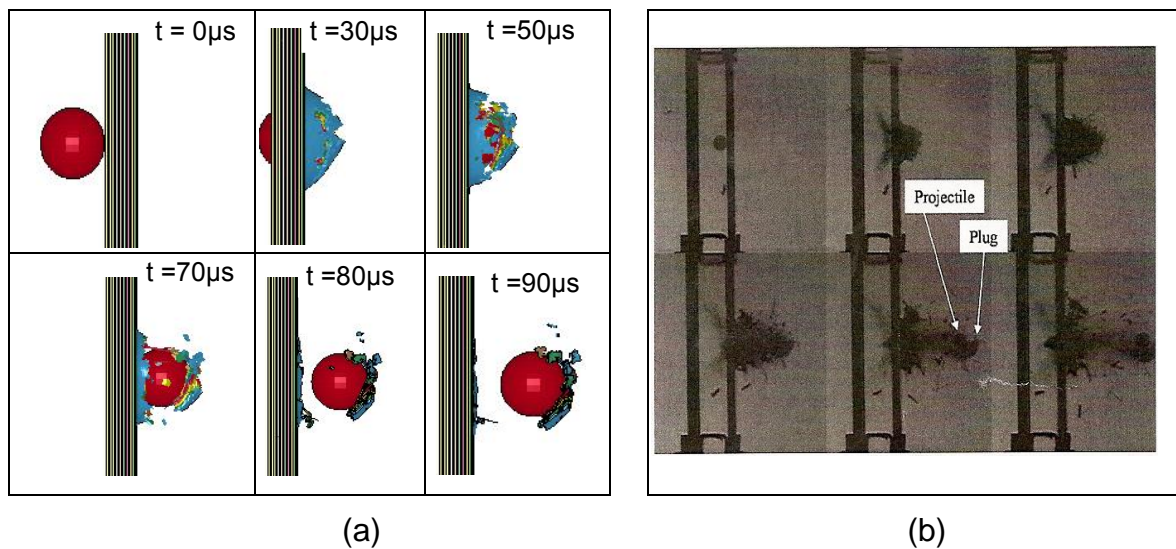 t = 0µs
t =30µs
t =50µs
t =70µs
t =80µs
t =90µs
Projectile
Plug
(a)
(b)